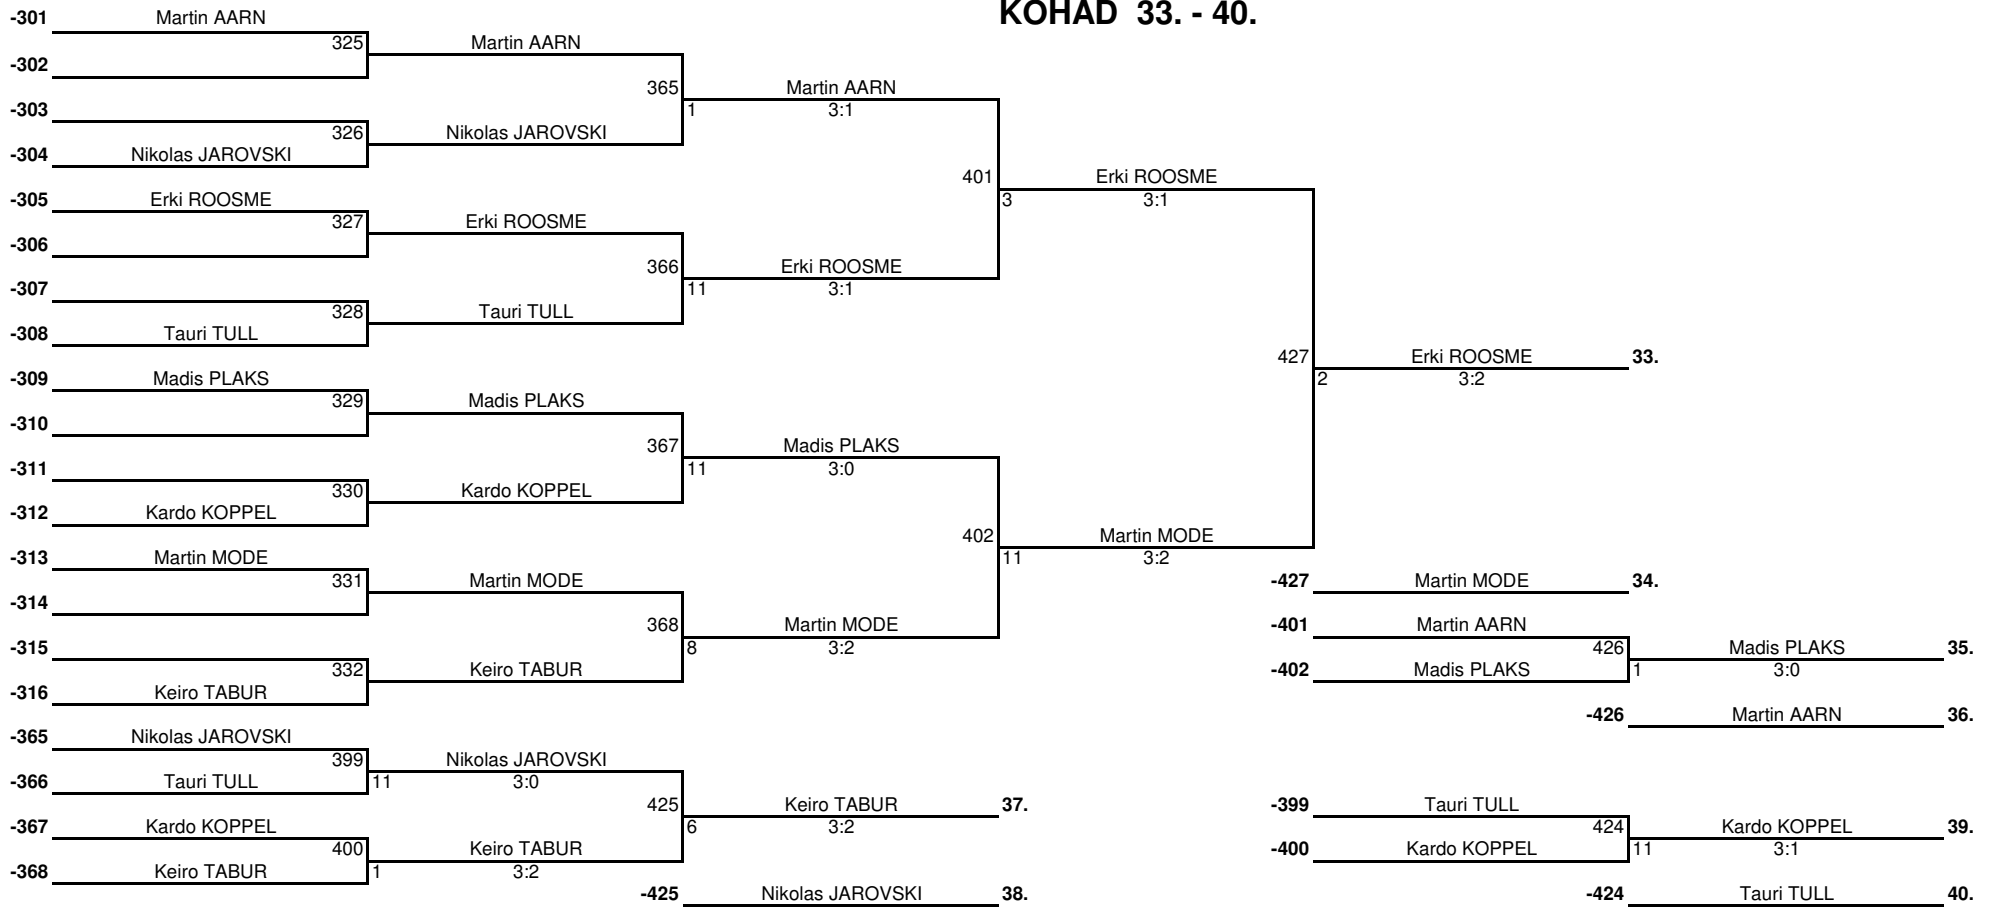 KOHAD 33. - 40.
-301 Martin AARN
325 Martin AARN
-302
365 Martin AARN
-303
1 3:1
326 Nikolas JAROVSKI
-304 Nikolas JAROVSKI
401 Erki ROOSME
-305 Erki ROOSME
3 3:1
327 Erki ROOSME
-306
366 Erki ROOSME
-307
11 3:1
328 Tauri TULL
-308 Tauri TULL
427 Erki ROOSME 33.
-309 Madis PLAKS
2 3:2
329 Madis PLAKS
-310
367 Madis PLAKS
-311
11 3:0
330 Kardo KOPPEL
-312 Kardo KOPPEL
402 Martin MODE
-313 Martin MODE
11 3:2
331 Martin MODE
-427 Martin MODE 34.
-314
368 Martin MODE
-401 Martin AARN
-315
8 3:2
426 Madis PLAKS 35.
332 Keiro TABUR
-402 Madis PLAKS
1 3:0
-316 Keiro TABUR
-426 Martin AARN 36.
-365 Nikolas JAROVSKI
399 Nikolas JAROVSKI
-366 Tauri TULL
11 3:0
425 Keiro TABUR 37.
-399 Tauri TULL
-367 Kardo KOPPEL
6 3:2
424 Kardo KOPPEL 39.
400 Keiro TABUR
-400 Kardo KOPPEL
11 3:1
-368 Keiro TABUR
1 3:2
-425 Nikolas JAROVSKI 38.
-424 Tauri TULL 40.